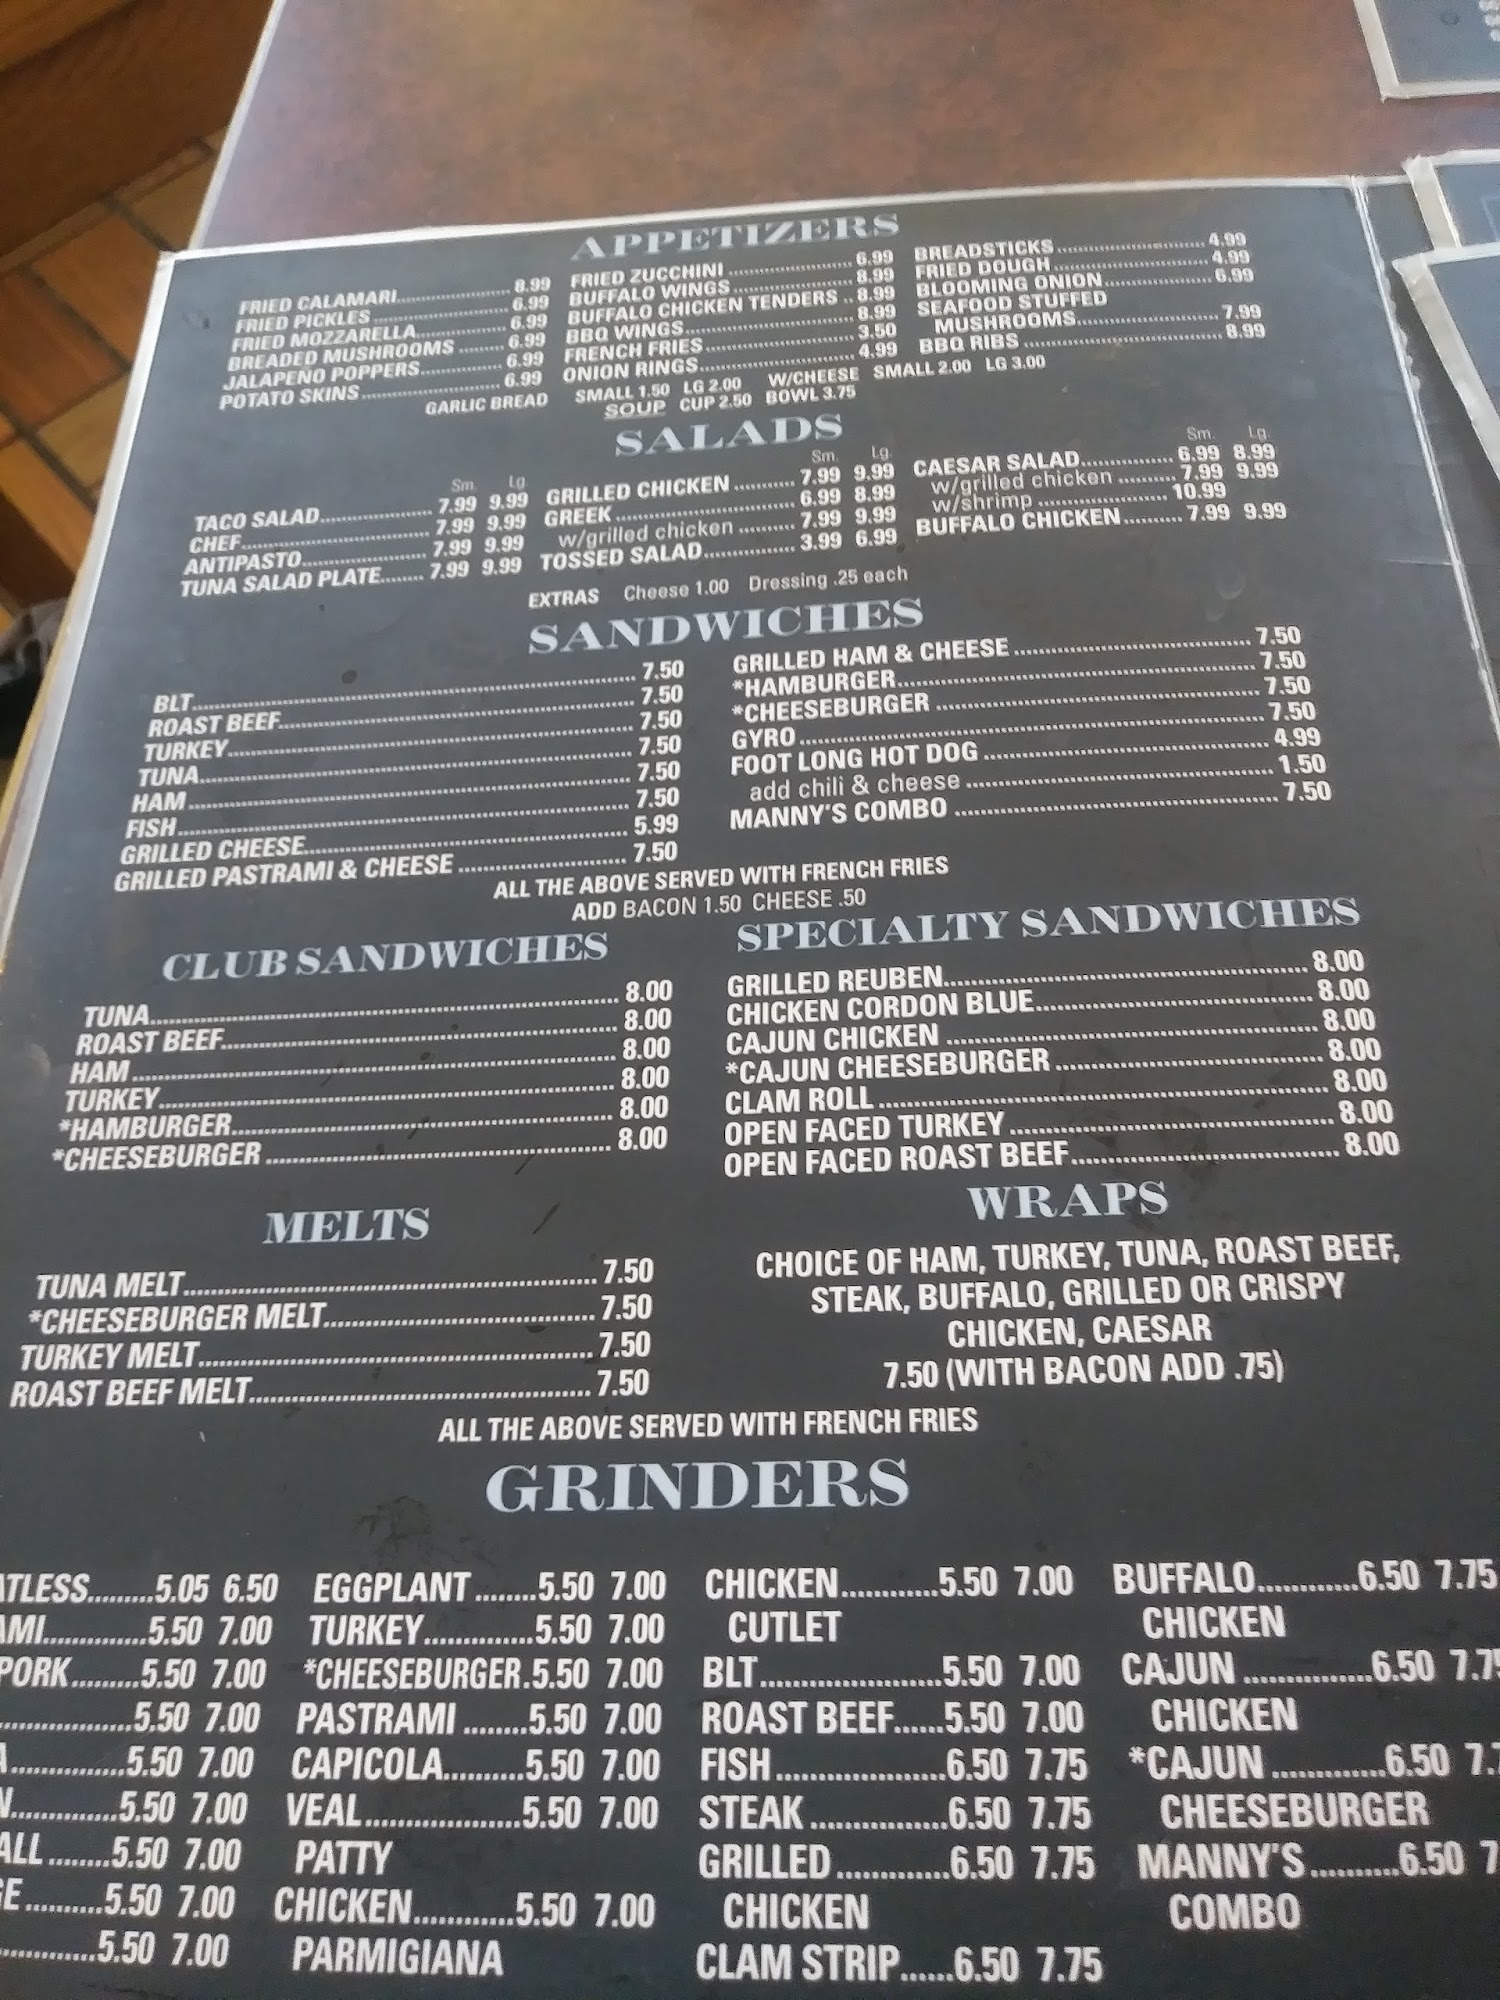 APPETIZERS
FRIED CALAMARI 8.99
FRIED PICKLES 6.99
FRIED MOZZARELLA 6.99
BREADED MUSHROOMS 6.99
JALAPEÑO POPPERS 6.99
POTATO SKINS 6.99
FRIED ZUCCHINI 6.99
BUFFALO WINGS 8.99
BUFFALO CHICKEN TENDERS 8.99
BBQ WINGS 8.99
FRENCH FRIES 3.50
ONION RINGS 4.99
BREADSTICKS 4.99
FRIED DOUGH 4.99
BLOOMING ONION 6.99
SEAFOOD STUFFED
MUSHROOMS 7.99
BBQ RIBS 8.99
GARLIC BREAD SMALL 1.50 LG 2.00 W/CHEESE SMALL 2.00 LG 3.00
SOUP CUP 2.50 BOWL 3.75
SALADS
Sm. Lg.
TACO SALAD 7.99 9.99
CHEF 7.99 9.99
ANTIPASTO 7.99 9.99
TUNA SALAD PLATE 7.99 9.99
Sm. Lg.
GRILLED CHICKEN 7.99 9.99
GREEK 6.99 8.99
w/grilled chicken 7.99 9.99
TOSSED SALAD 3.99 6.99
Sm. Lg.
CAESAR SALAD 6.99 8.99
w/grilled chicken 7.99 9.99
w/shrimp 10.99
BUFFALO CHICKEN 7.99 9.99
EXTRAS Cheese 1.00 Dressing .25 each
SANDWICHES
BLT 7.50
ROAST BEEF 7.50
TURKEY 7.50
TUNA 7.50
HAM 7.50
FISH 7.50
GRILLED CHEESE 5.99
GRILLED PASTRAMI & CHEESE 7.50
GRILLED HAM & CHEESE 7.50
*HAMBURGER 7.50
*CHEESEBURGER 7.50
GYRO 7.50
FOOT LONG HOT DOG 4.99
add chili & cheese 1.50
MANNY'S COMBO 7.50
ALL THE ABOVE SERVED WITH FRENCH FRIES
ADD BACON 1.50 CHEESE .50
CLUB SANDWICHES
TUNA 8.00
ROAST BEEF 8.00
HAM 8.00
TURKEY 8.00
*HAMBURGER 8.00
*CHEESEBURGER 8.00
SPECIALTY SANDWICHES
GRILLED REUBEN 8.00
CHICKEN CORDON BLUE 8.00
CAJUN CHICKEN 8.00
*CAJUN CHEESEBURGER 8.00
CLAM ROLL 8.00
OPEN FACED TURKEY 8.00
OPEN FACED ROAST BEEF 8.00
MELTS
TUNA MELT 7.50
*CHEESEBURGER MELT 7.50
TURKEY MELT 7.50
ROAST BEEF MELT 7.50
WRAPS
CHOICE OF HAM, TURKEY, TUNA, ROAST BEEF,
STEAK, BUFFALO, GRILLED OR CRISPY
CHICKEN, CAESAR
7.50 (WITH BACON ADD .75)
ALL THE ABOVE SERVED WITH FRENCH FRIES
GRINDERS
ATLESS 5.05 6.50
AMI 5.50 7.00
PORK 5.50 7.00
5.50 7.00
A 5.50 7.00
N 5.50 7.00
ALL 5.50 7.00
GE 5.50 7.00
5.50 7.00
EGGPLANT 5.50 7.00
TURKEY 5.50 7.00
*CHEESEBURGER 5.50 7.00
PASTRAMI 5.50 7.00
CAPICOLA 5.50 7.00
VEAL 5.50 7.00
PATTY
CHICKEN 5.50 7.00
PARMIGIANA
CHICKEN 5.50 7.00
CUTLET
BLT 5.50 7.00
ROAST BEEF 5.50 7.00
FISH 6.50 7.75
STEAK 6.50 7.75
GRILLED 6.50 7.75
CHICKEN
CLAM STRIP 6.50 7.75
BUFFALO 6.50 7.75
CHICKEN
CAJUN 6.50 7.75
CHICKEN
*CAJUN 6.50 7.7
CHEESEBURGER
MANNY'S 6.50 7
COMBO